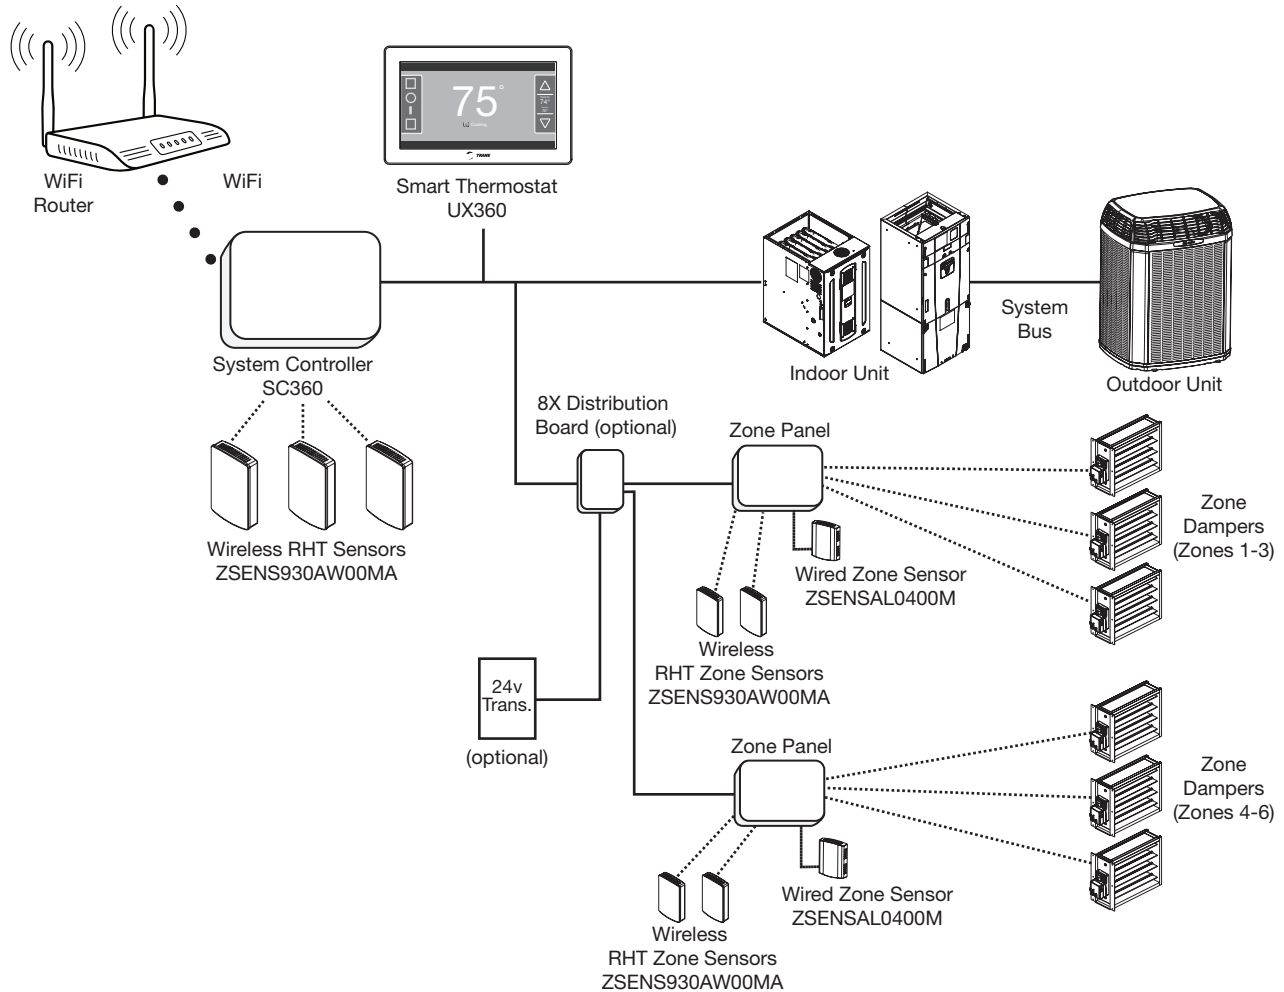 75°
Cooling
74°
TRANE
WiFi
Router
WiFi
Smart Thermostat
UX360
System Controller
SC360
System
Bus
Indoor Unit
Outdoor Unit
8X Distribution
Board (optional)
Zone Panel
Wireless RHT Sensors
ZSENS930AW00MA
Zone
Dampers
(Zones 1-3)
Wired Zone Sensor
ZSENSAL0400M
Wireless
RHT Zone Sensors
ZSENS930AW00MA
24v
Trans.
(optional)
Zone Panel
Zone
Dampers
(Zones 4-6)
Wired Zone Sensor
ZSENSAL0400M
Wireless
RHT Zone Sensors
ZSENS930AW00MA